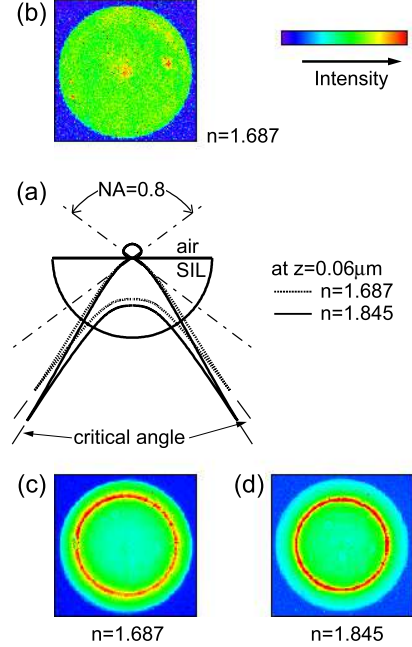 (b)
Intensity
n=1.687
(a)
NA=0.8
air
SIL
at z=0.06μm
n=1.687
n=1.845
critical angle
(c)
(d)
n=1.687
n=1.845